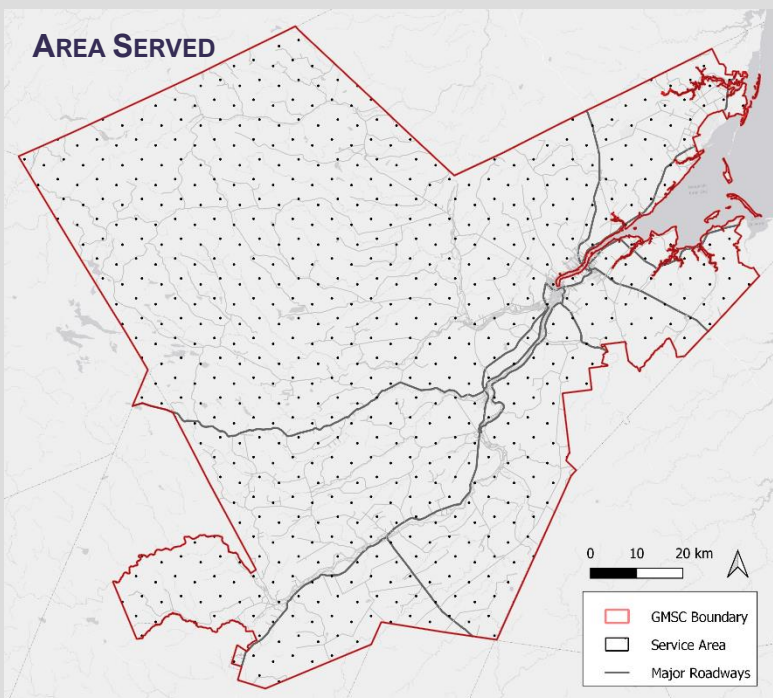 AREA SERVED
0 10 20 km
GMSC Boundary
Service Area
Major Roadways